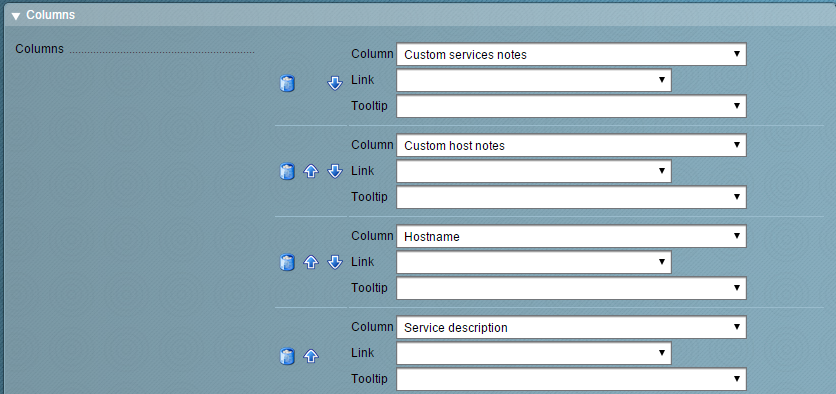 Columns
Columns
Column Custom services notes
Link
Tooltip
Column Custom host notes
Link
Tooltip
Column Hostname
Link
Tooltip
Column Service description
Link
Tooltip